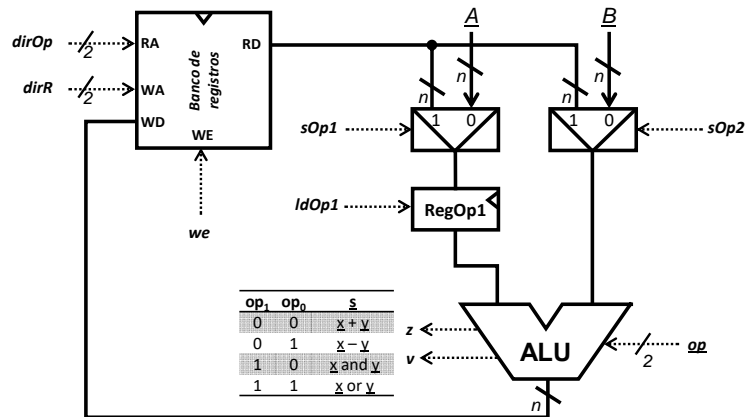 A
B
dirOp
2
RA
RD
Banco de
registros
n
n
n
n
dirR
2
WA
WD
1 0
1 0
WE
sOp1
sOp2
ldOp1
RegOp1
we
op1 op0 s
0 0 x + y
0 1 x – y
1 0 x and y
1 1 x or y
z
v
ALU
2
op
n